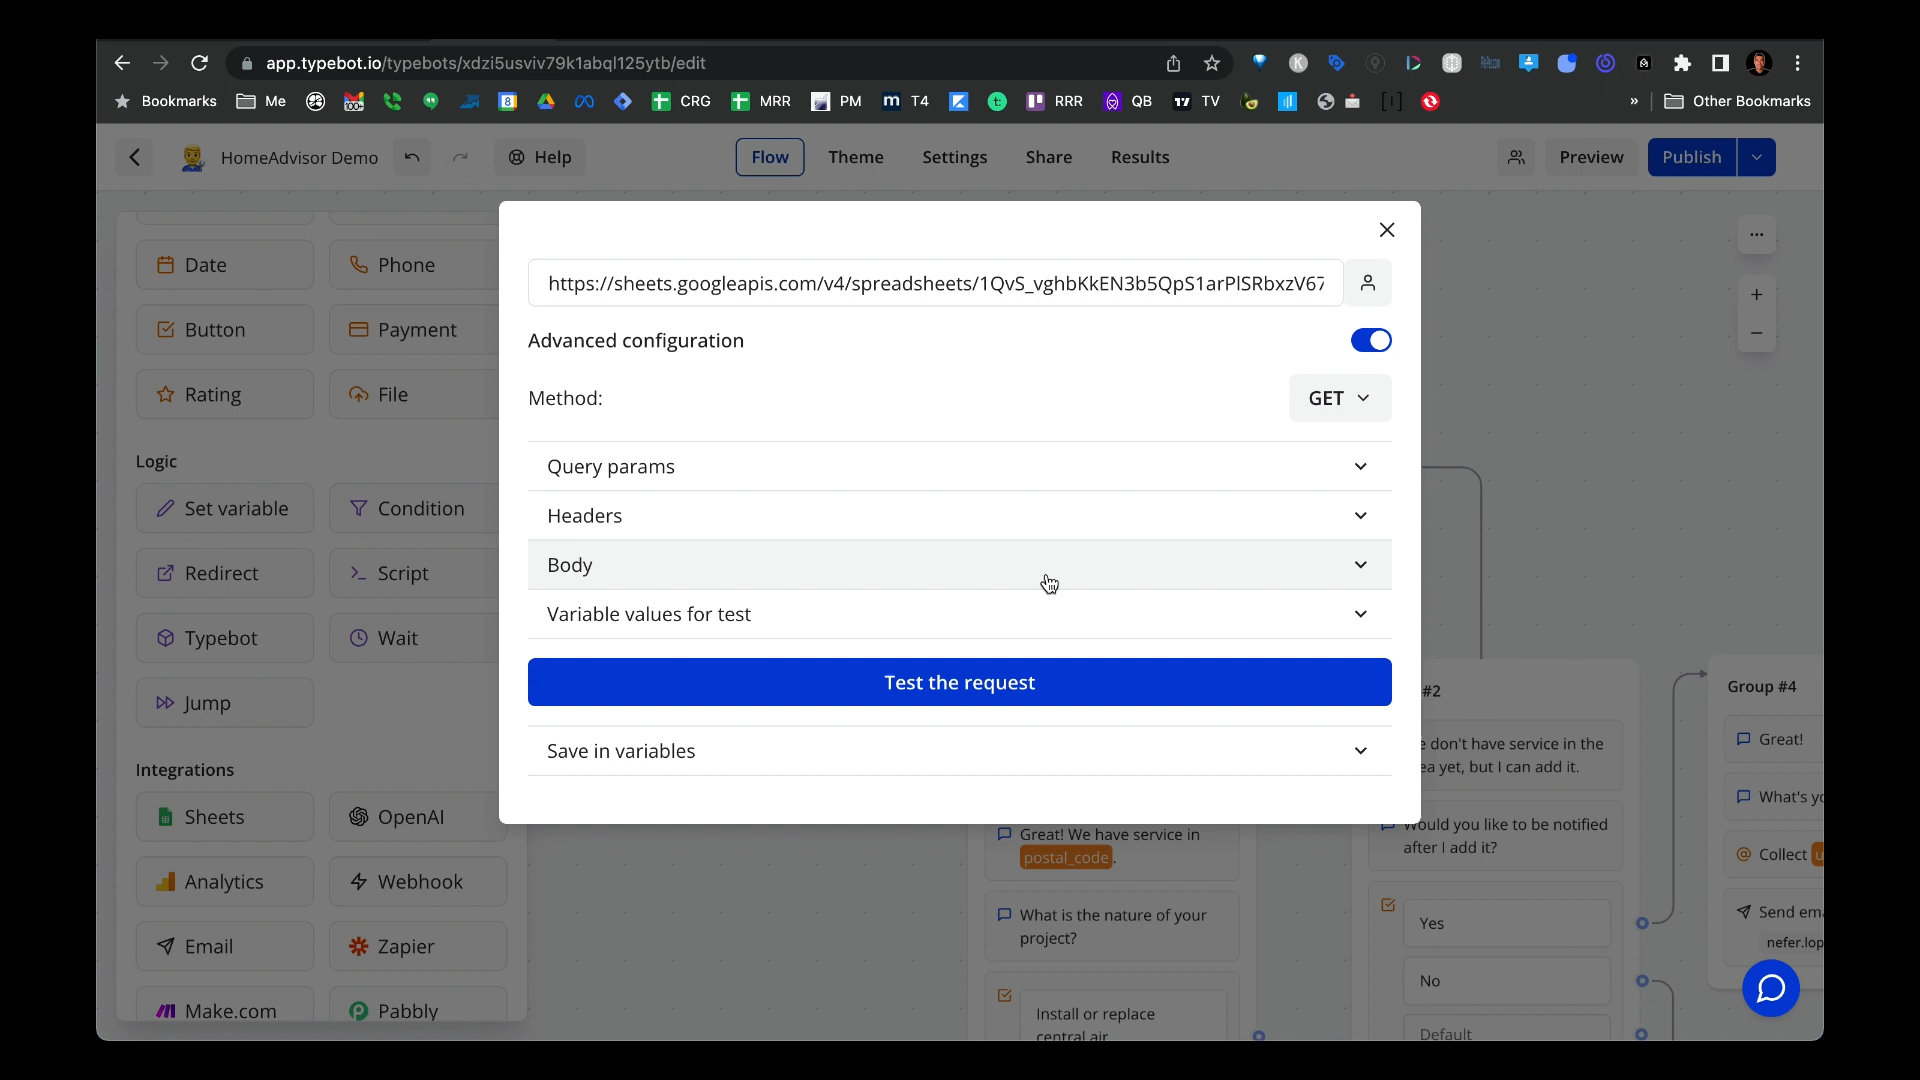 app.typebot.io/typebots/xdzi5usviv79k1abql125ytb/edit
Bookmarks
Me
CRG
MRR
PM
T4
RRR
QB
TV
»
Other Bookmarks
HomeAdvisor Demo
Help
Flow
Theme
Settings
Share
Results
Preview
Publish
Date
Phone
Button
Payment
Rating
File
Logic
Set variable
Condition
Redirect
Script
Typebot
Wait
Jump
Integrations
Sheets
OpenAI
Analytics
Webhook
Email
Zapier
Make.com
Pabbly
https://sheets.googleapis.com/v4/spreadsheets/1QvS_vghbKkEN3b5QpS1arPlSRbxzV67
Advanced configuration
Method:
GET
Query params
Headers
Body
Variable values for test
Test the request
Save in variables
Great! We have service in
postal_code.
What is the nature of your
project?
Install or replace
central air
#2
don't have service in the
yet, but I can add it.
Would you like to be notified
after I add it?
Yes
No
Default
Group #4
Great!
What's
Collect
Send
nefer.lop